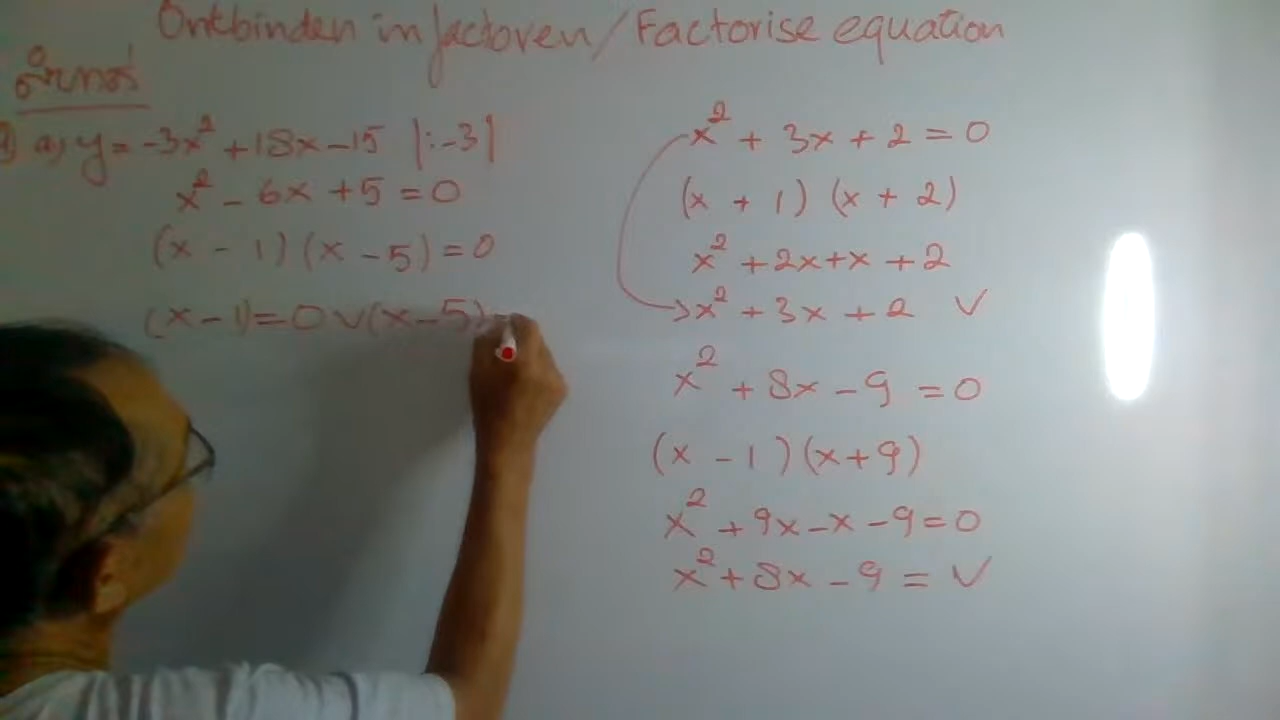 Ontbinden in factoren / Factorise equation
a, y = -3x² + 18x - 15 |: -3|
x² - 6x + 5 = 0
(x - 1) (x - 5) = 0
(x - 1) = 0 v (x - 5)
x² + 3x + 2 = 0
(x + 1) (x + 2)
x² + 2x + x + 2
x² + 3x + 2 v
x² + 8x - 9 = 0
(x - 1) (x + 9)
x² + 9x - x - 9 = 0
x² + 8x - 9 = v